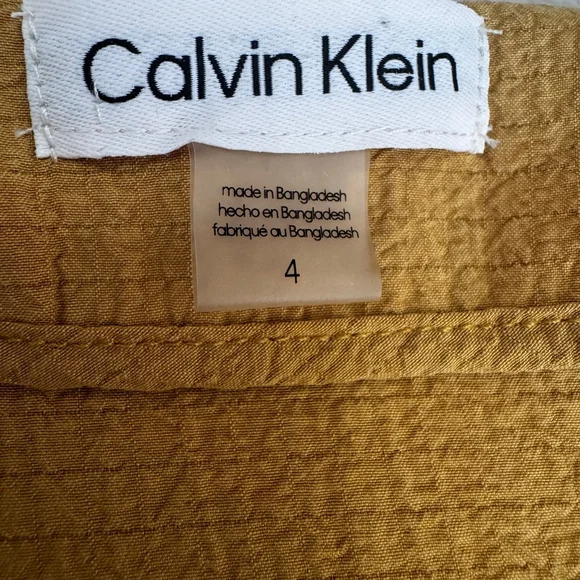 Calvin Klein
made in Bangladesh
hecho en Bangladesh
fabriqué au Bangladesh
4